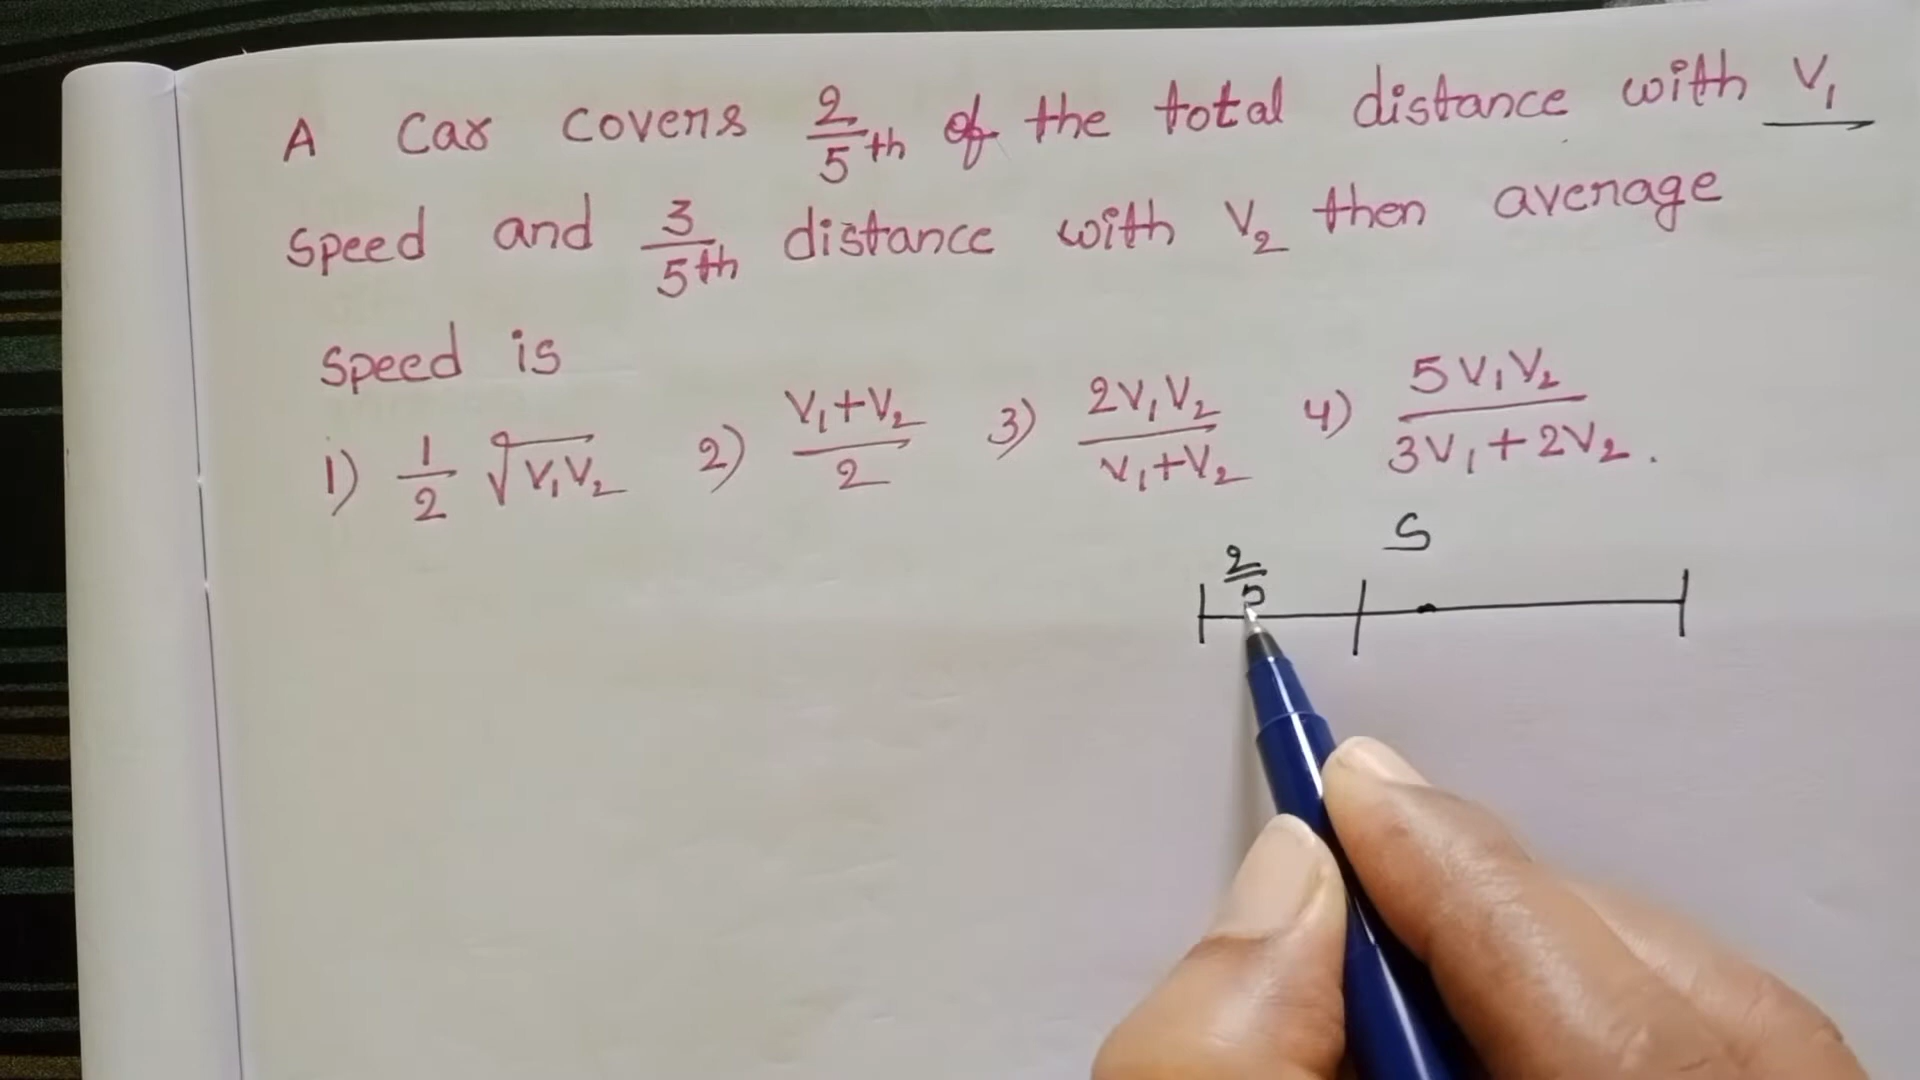 A Car covers 2/5 th of the total distance with V₁
speed and 3/5th distance with V₂ then average
speed is
1) 1/2 √V₁V₂ 2) V₁+V₂/2 3) 2V₁V₂/V₁+V₂ 4) 5V₁V₂/3V₁+2V₂.
S
2/5